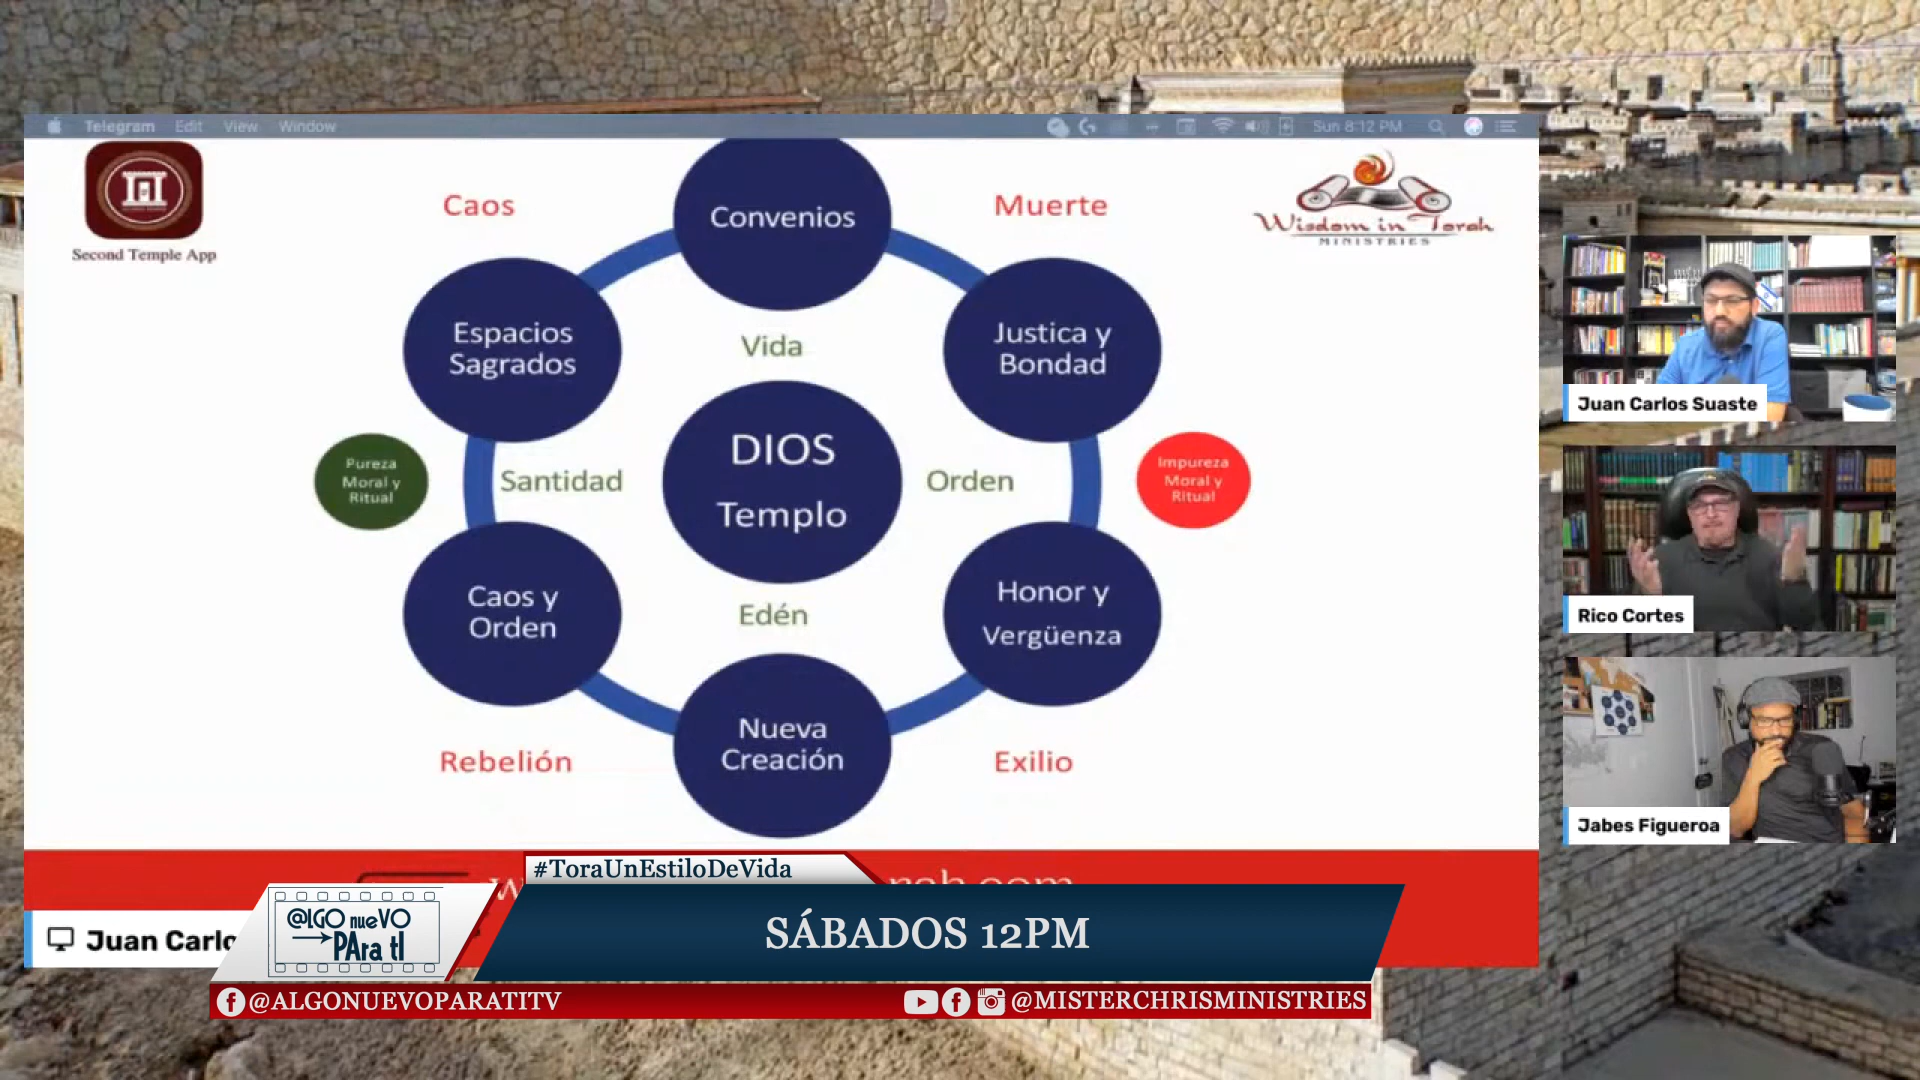 Telegram Edit View Window
Sun 8:12 PM
Second Temple App
Wisdom in Torah
MINISTRIES
Caos
Convenios
Muerte
Espacios
Sagrados
Vida
Justica y
Bondad
Pureza
Moral y
Ritual
Santidad
DIOS
Templo
Orden
Impureza
Moral y
Ritual
Caos y
Orden
Edén
Honor y
Vergüenza
Nueva
Creación
Rebelión
Exilio
Juan Carlos Suaste
Rico Cortes
Jabes Figueroa
#ToraUnEstiloDeVida
Juan Carlo
@LGO nueVO
PAra tI
SÁBADOS 12PM
@ALGONUEVOPARATITV
@MISTERCHRISMINISTRIES